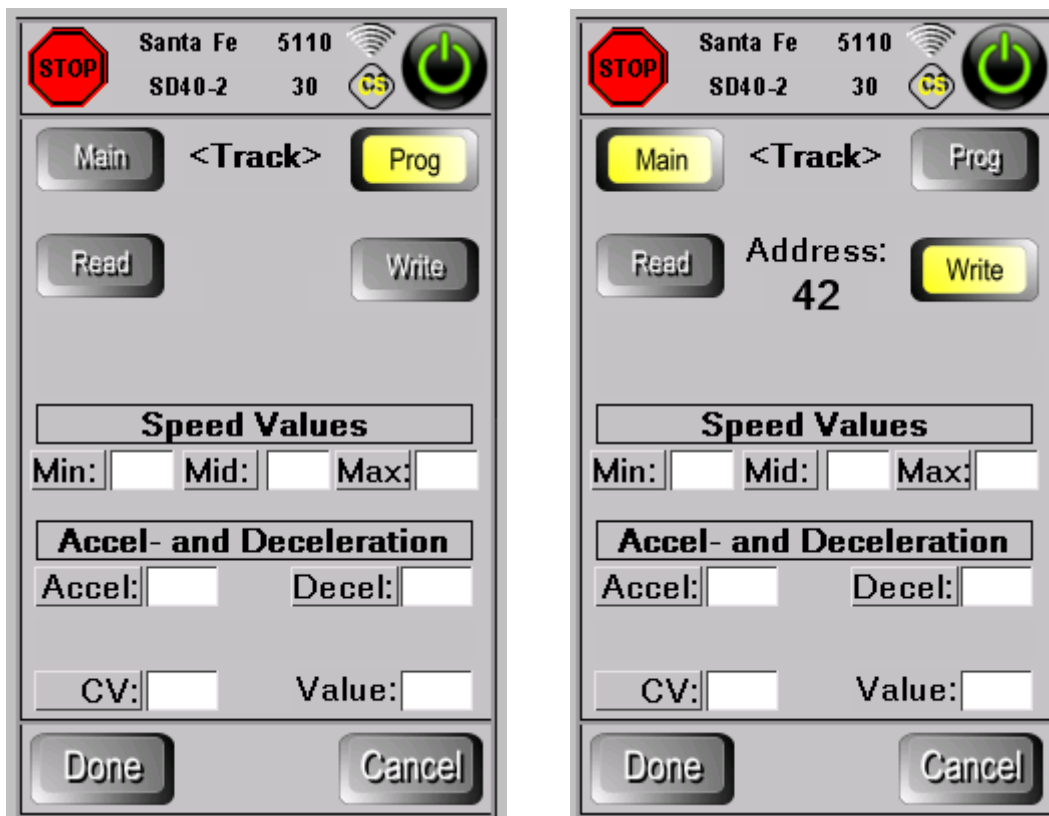 STOP
Santa Fe 5110
SD40-2 30
CS
Main <Track> Prog
Read Write
Speed Values
Min: Mid: Max:
Accel- and Deceleration
Accel: Decel:
CV: Value:
Done Cancel
STOP
Santa Fe 5110
SD40-2 30
CS
Main <Track> Prog
Read Address: Write
42
Speed Values
Min: Mid: Max:
Accel- and Deceleration
Accel: Decel:
CV: Value:
Done Cancel